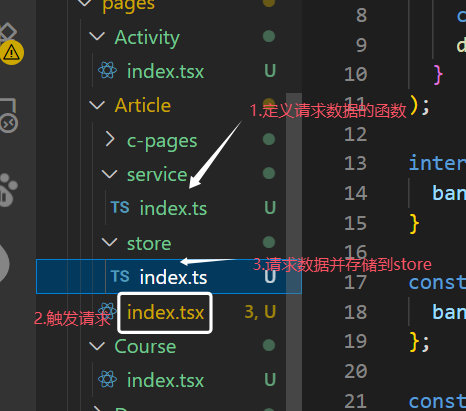 pages
Activity
index.tsx U
Article
1.定义请求数据的函数
c-pages
service
TS index.ts U
store
3.请求数据并存储到store
TS index.ts U
2.触发请求 index.tsx 3, U
Course
index.tsx U
8 c
9 d
10 }
11 );
12
13 inter
14 ban
15 }
16
17 const
18 ban
19 };
20
21 const